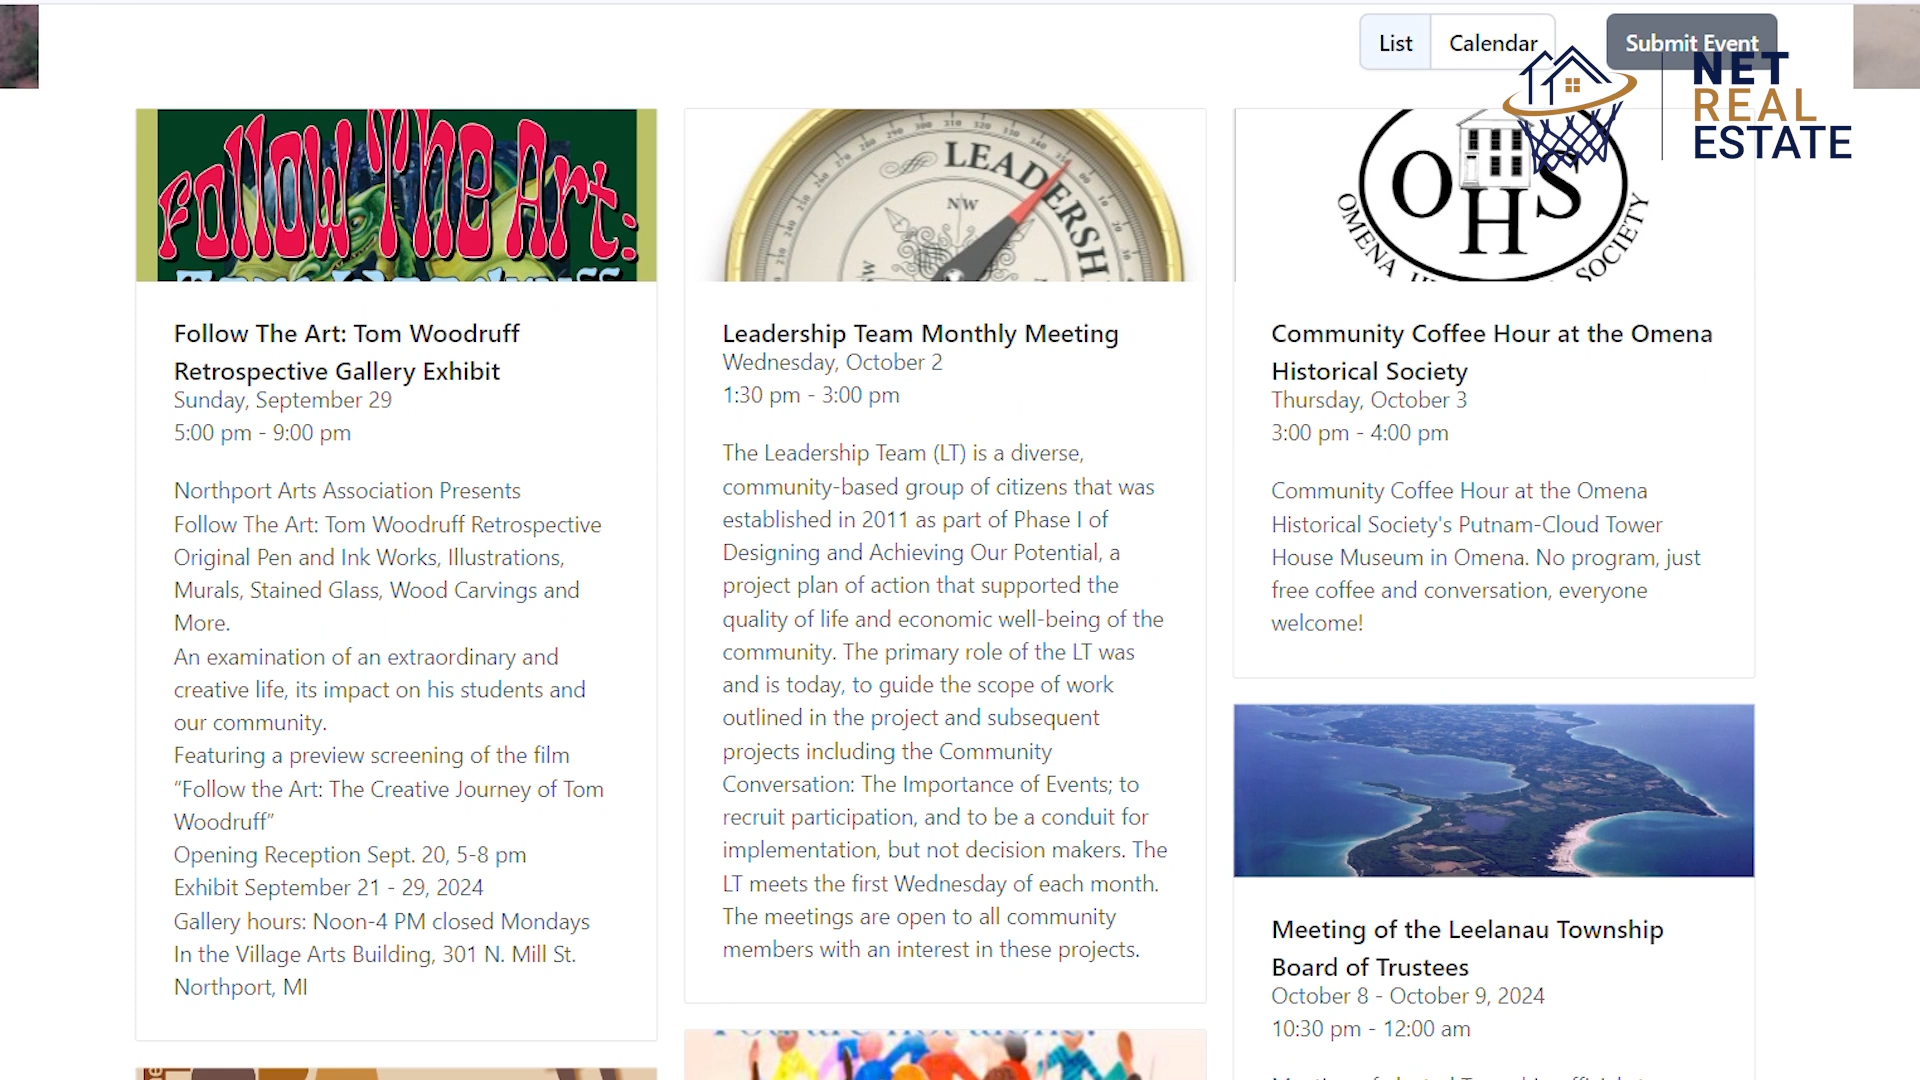 List
Calendar
Submit Event
NET
REAL
ESTATE
Follow The Art:
Follow The Art: Tom Woodruff
Retrospective Gallery Exhibit
Sunday, September 29
5:00 pm - 9:00 pm
Northport Arts Association Presents
Follow The Art: Tom Woodruff Retrospective
Original Pen and Ink Works, Illustrations,
Murals, Stained Glass, Wood Carvings and
More.
An examination of an extraordinary and
creative life, its impact on his students and
our community.
Featuring a preview screening of the film
“Follow the Art: The Creative Journey of Tom
Woodruff”
Opening Reception Sept. 20, 5-8 pm
Exhibit September 21 - 29, 2024
Gallery hours: Noon-4 PM closed Mondays
In the Village Arts Building, 301 N. Mill St.
Northport, MI
LEADERSH
NW
Leadership Team Monthly Meeting
Wednesday, October 2
1:30 pm - 3:00 pm
The Leadership Team (LT) is a diverse,
community-based group of citizens that was
established in 2011 as part of Phase I of
Designing and Achieving Our Potential, a
project plan of action that supported the
quality of life and economic well-being of the
community. The primary role of the LT was
and is today, to guide the scope of work
outlined in the project and subsequent
projects including the Community
Conversation: The Importance of Events; to
recruit participation, and to be a conduit for
implementation, but not decision makers. The
LT meets the first Wednesday of each month.
The meetings are open to all community
members with an interest in these projects.
OHS
OMENA
SOCIETY
Community Coffee Hour at the Omena
Historical Society
Thursday, October 3
3:00 pm - 4:00 pm
Community Coffee Hour at the Omena
Historical Society's Putnam-Cloud Tower
House Museum in Omena. No program, just
free coffee and conversation, everyone
welcome!
Meeting of the Leelanau Township
Board of Trustees
October 8 - October 9, 2024
10:30 pm - 12:00 am